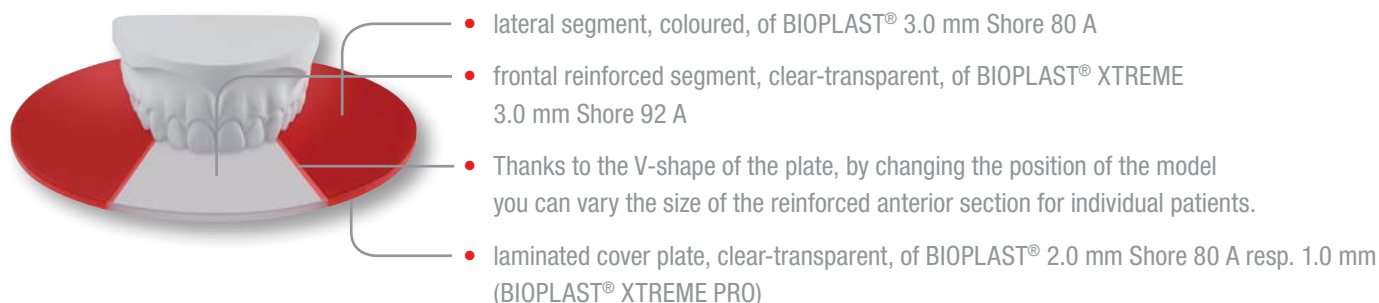 lateral segment, coloured, of BIOPLAST® 3.0 mm Shore 80 A
frontal reinforced segment, clear-transparent, of BIOPLAST® XTREME
3.0 mm Shore 92 A
Thanks to the V-shape of the plate, by changing the position of the model
you can vary the size of the reinforced anterior section for individual patients.
laminated cover plate, clear-transparent, of BIOPLAST® 2.0 mm Shore 80 A resp. 1.0 mm
(BIOPLAST® XTREME PRO)